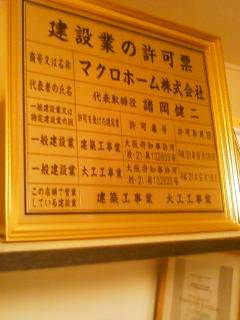 建設業の許可票
商号又は名称 マクロホーム株式会社
代表者の氏名 代表取締役 諸岡健二
一般建設業又は特定建設業の別 許可を受けた建設業 許可番号 許可年月日
一般建設業 建築工事業 大阪府知事許可
一般建設業 大工工事業 大阪府知事許可
この店舗で営業している建設業 建築工事業 大工工事業